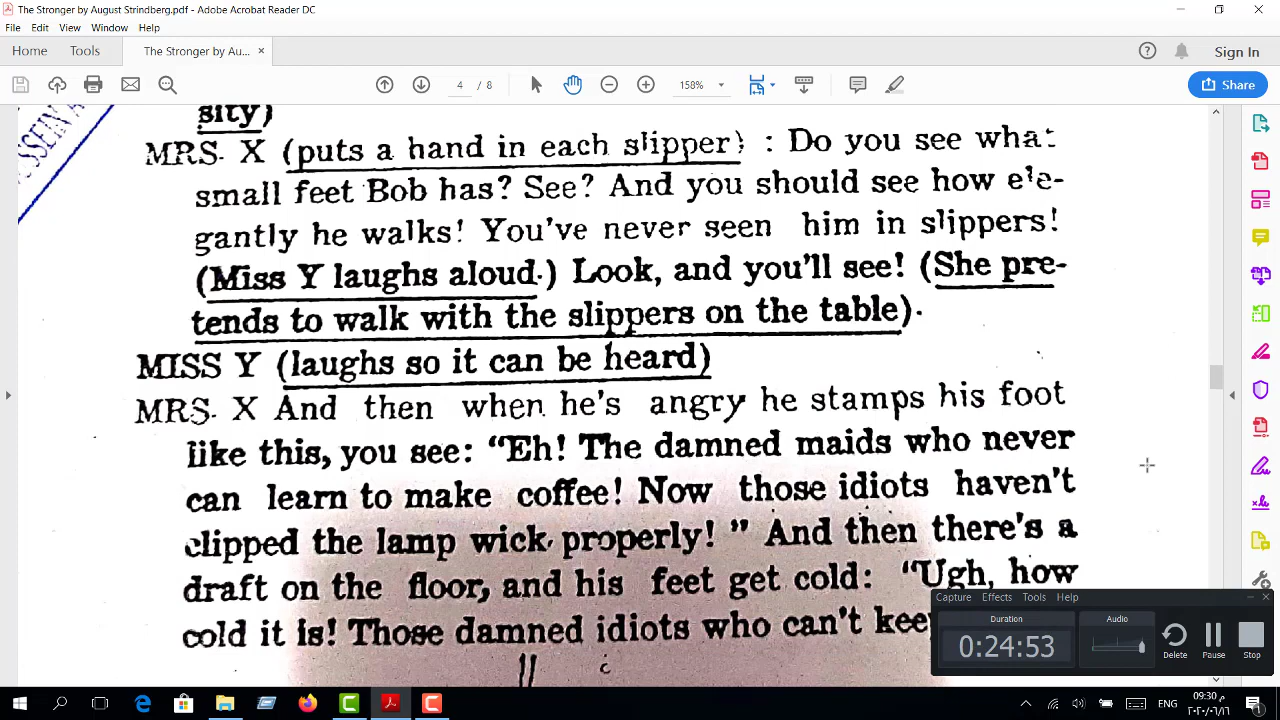 The Stronger by August Strindberg.pdf - Adobe Acrobat Reader DC
File Edit View Window Help
Home Tools The Stronger by Au... × Sign In
4 / 8 158% Share
sity)
MRS. X (puts a hand in each slipper) : Do you see what
small feet Bob has? See? And you should see how ele-
gantly he walks! You've never seen him in slippers!
(Miss Y laughs aloud.) Look, and you'll see! (She pre-
tends to walk with the slippers on the table).
MISS Y (laughs so it can be heard)
MRS. X And then when he's angry he stamps his foot
like this, you see: “Eh! The damned maids who never
can learn to make coffee! Now those idiots haven't
clipped the lamp wick properly! ” And then there's a
draft on the floor, and his feet get cold: “Ugh, how
cold it is! Those damned idiots who can't kee
Capture Effects Tools Help
Duration Audio
0:24:53 Delete Pause Stop
ENG 09:30 م
٢٠٢٠/٠٦/١٦